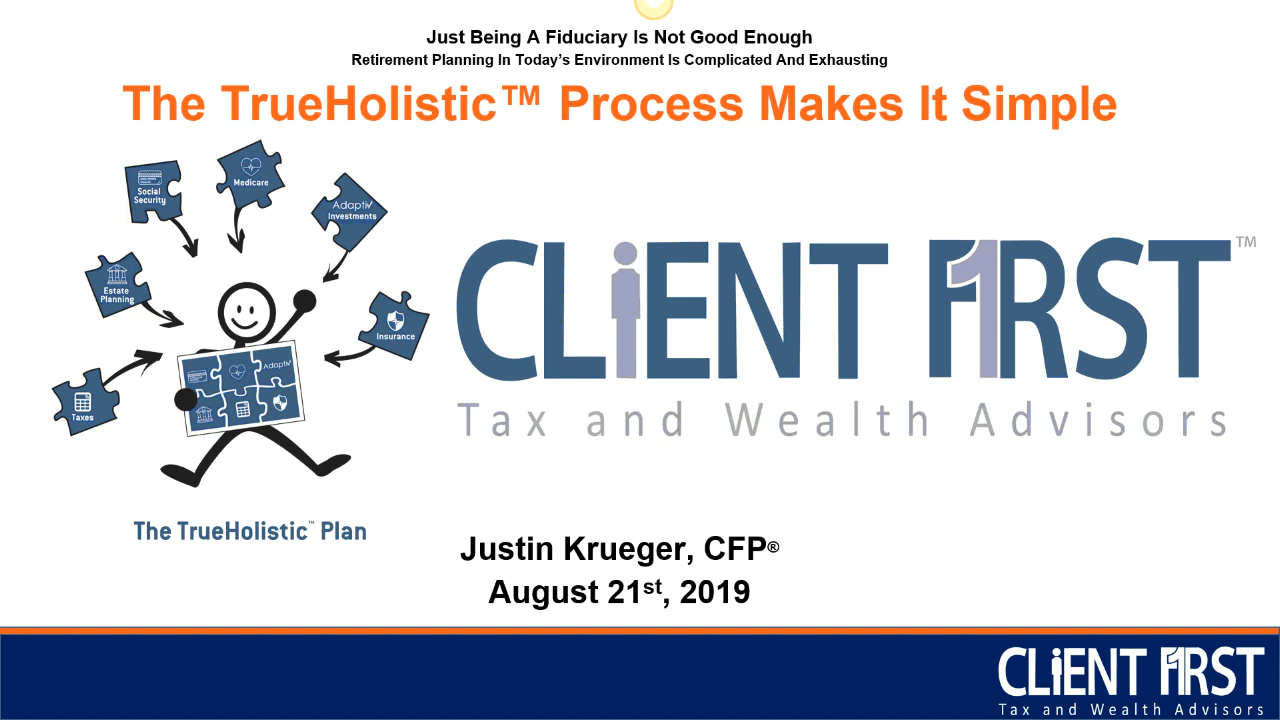 Just Being A Fiduciary Is Not Good Enough
Retirement Planning In Today's Environment Is Complicated And Exhausting
The TrueHolistic™ Process Makes It Simple
Social
Security
Medicare
Adaptiv
Investments
Estate
Planning
Insurance
Taxes
Adaptiv
CLiENT F1RST™
Tax and Wealth Advisors
The TrueHolistic™ Plan
Justin Krueger, CFP®
August 21st, 2019
CLiENT F1RST
Tax and Wealth Advisors